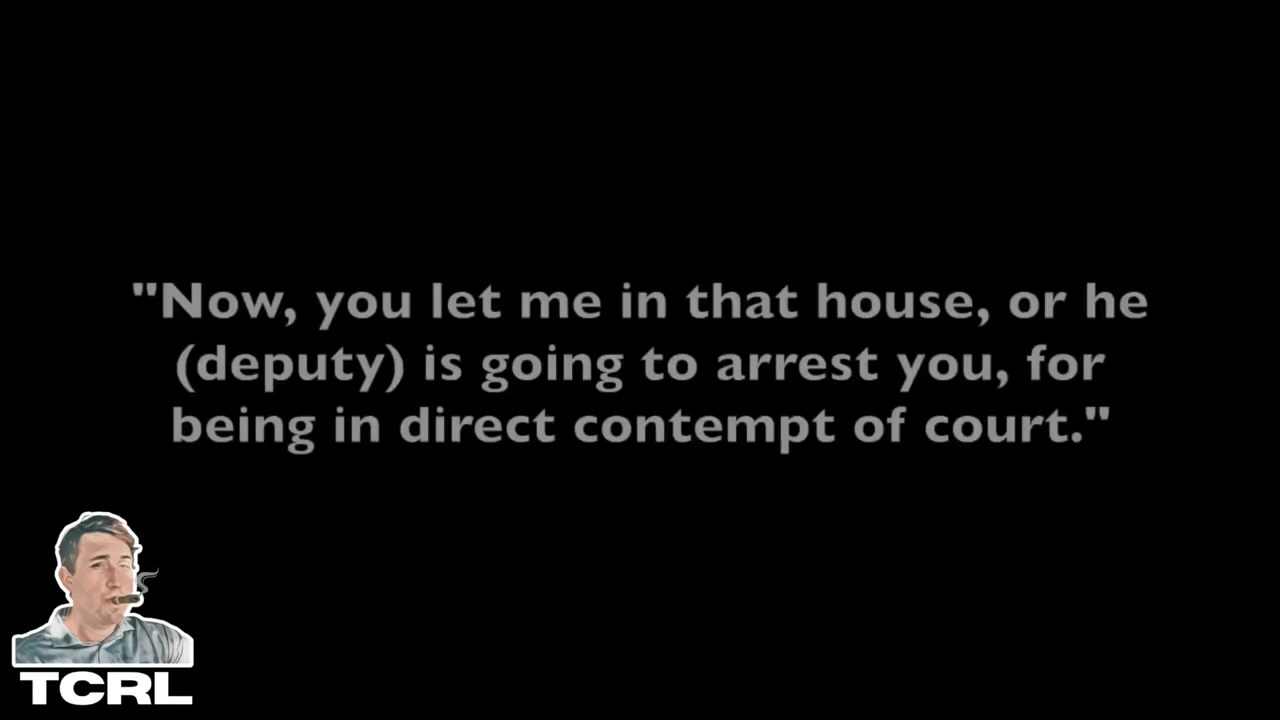 "Now, you let me in that house, or he
(deputy) is going to arrest you, for
being in direct contempt of court."
TCRL